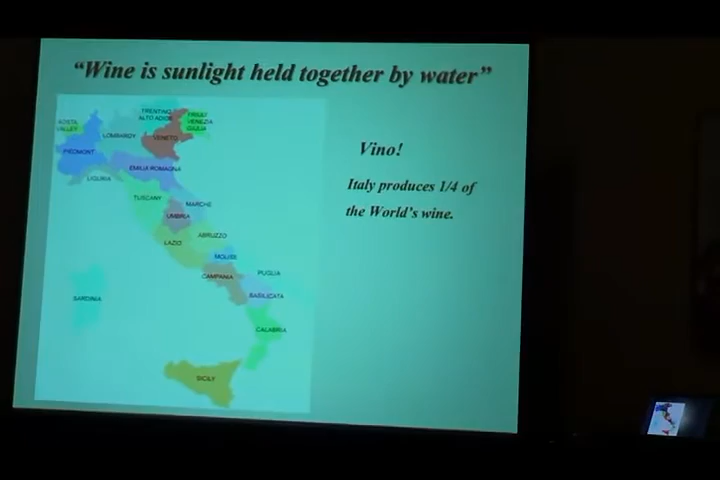 “Wine is sunlight held together by water”
Vino!
Italy produces 1/4 of
the World’s wine.
TRENTINO
ALTO ADIGE
FRIULI
VENEZIA
GIULIA
AOSTA
VALLEY
LOMBARDY
VENETO
PIEDMONT
EMILIA ROMAGNA
LIGURIA
TUSCANY
MARCHE
UMBRIA
ABRUZZO
LAZIO
MOLISE
CAMPANIA
PUGLIA
BASILICATA
SARDINIA
CALABRIA
SICILY